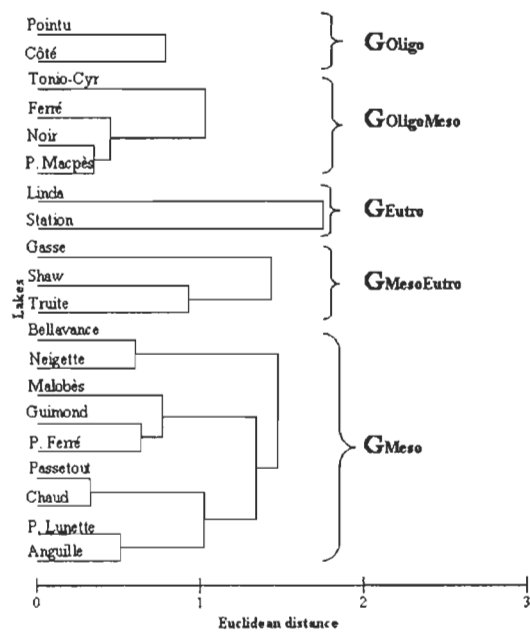 Pointu
Côté
GOligo
Tonio-Cyr
Ferré
Noir
P. Macpès
GOligoMeso
Linda
Station
GEutro
Gasse
Shaw
Truite
GMesoEutro
Lakes
Bellavance
Neigette
Malobès
Guimond
P. Ferré
Passetout
Chaud
P. Lunette
Anguille
GMeso
0 1 2 3
Euclidean distance